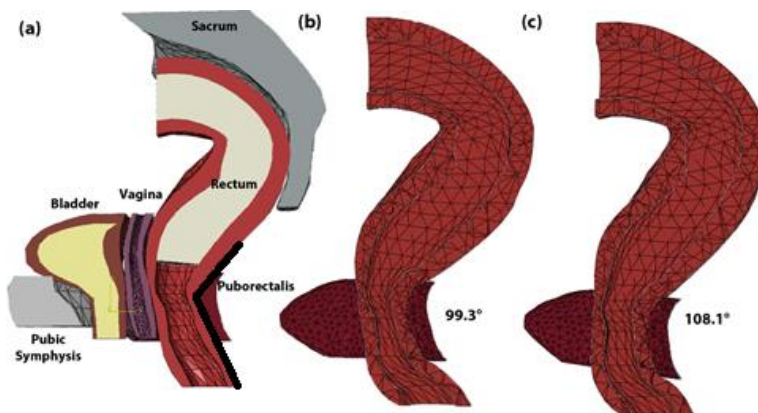 (a)
Sacrum
(b)
(c)
Vagina
Bladder
Rectum
Puborectalis
99.3°
108.1°
Pubic
Symphysis